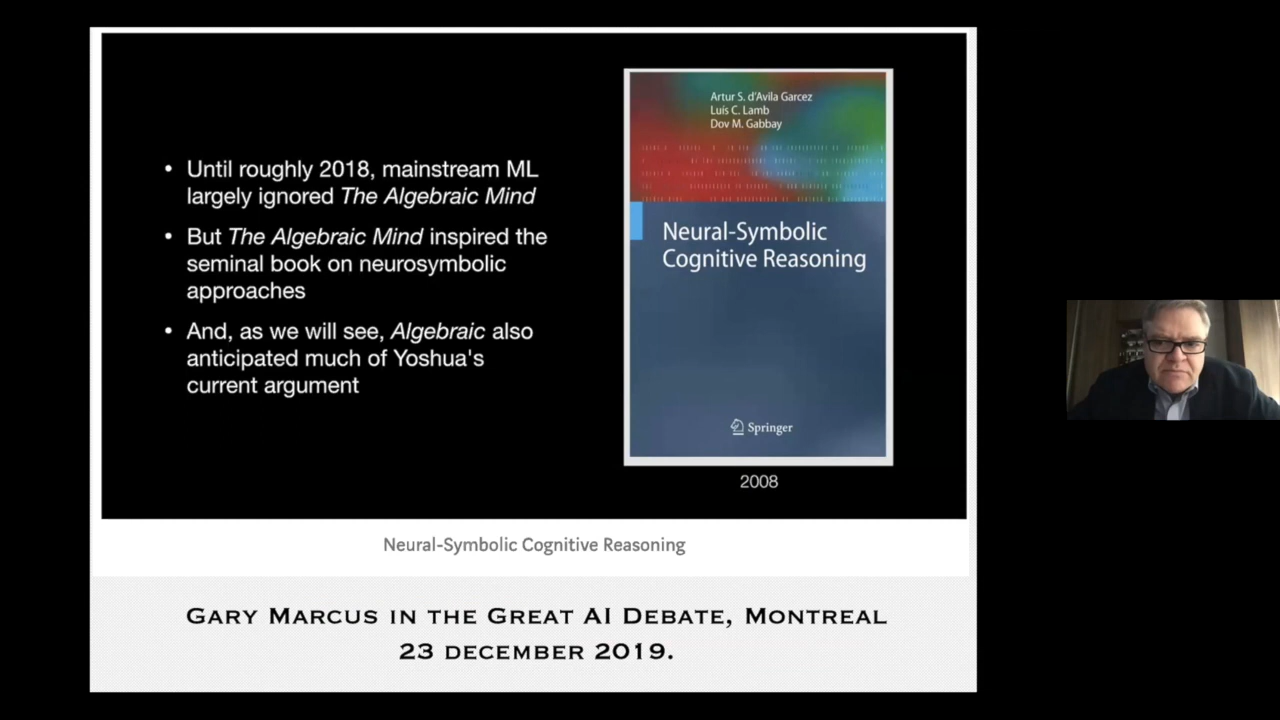 Until roughly 2018, mainstream ML
largely ignored The Algebraic Mind
But The Algebraic Mind inspired the
seminal book on neurosymbolic
approaches
And, as we will see, Algebraic also
anticipated much of Yoshua's
current argument
Artur S. d'Avila Garcez
Luís C. Lamb
Dov M. Gabbay
Neural-Symbolic
Cognitive Reasoning
Springer
2008
Neural-Symbolic Cognitive Reasoning
Gary Marcus in the Great AI Debate, Montreal
23 december 2019.